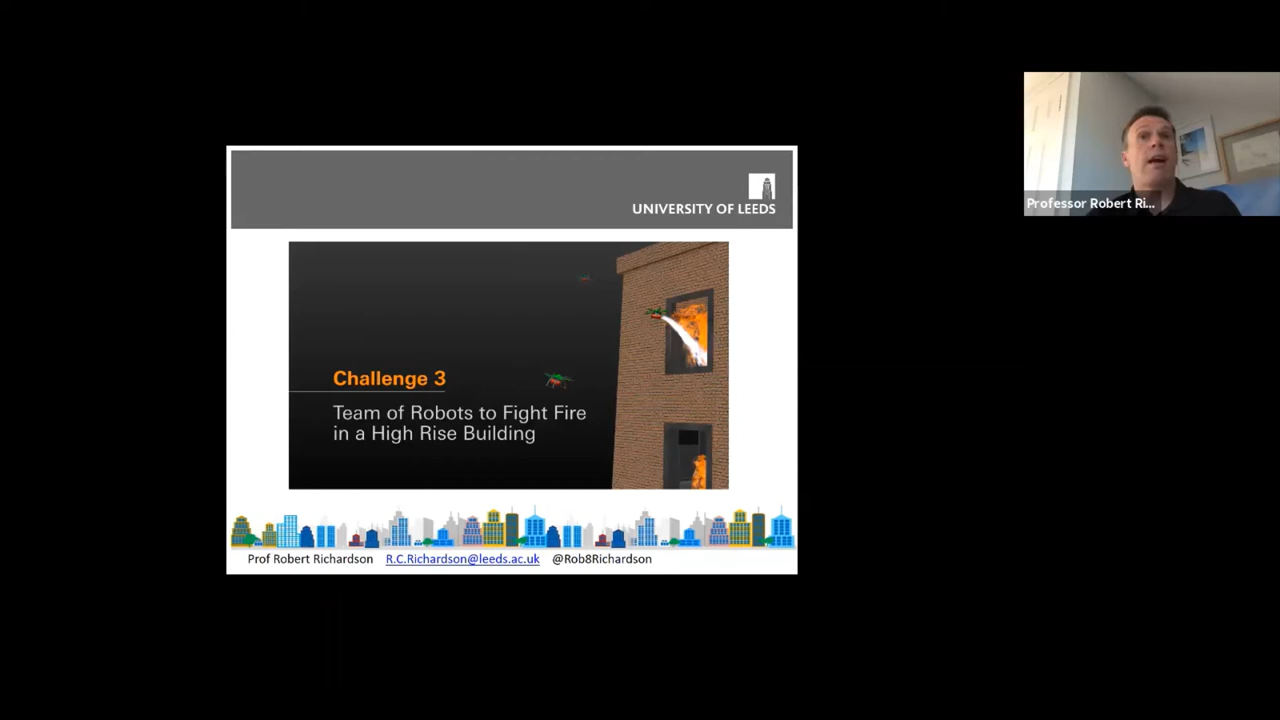 UNIVERSITY OF LEEDS
Challenge 3
Team of Robots to Fight Fire
in a High Rise Building
Prof Robert Richardson R.C.Richardson@leeds.ac.uk @Rob8Richardson
Professor Robert Ri...